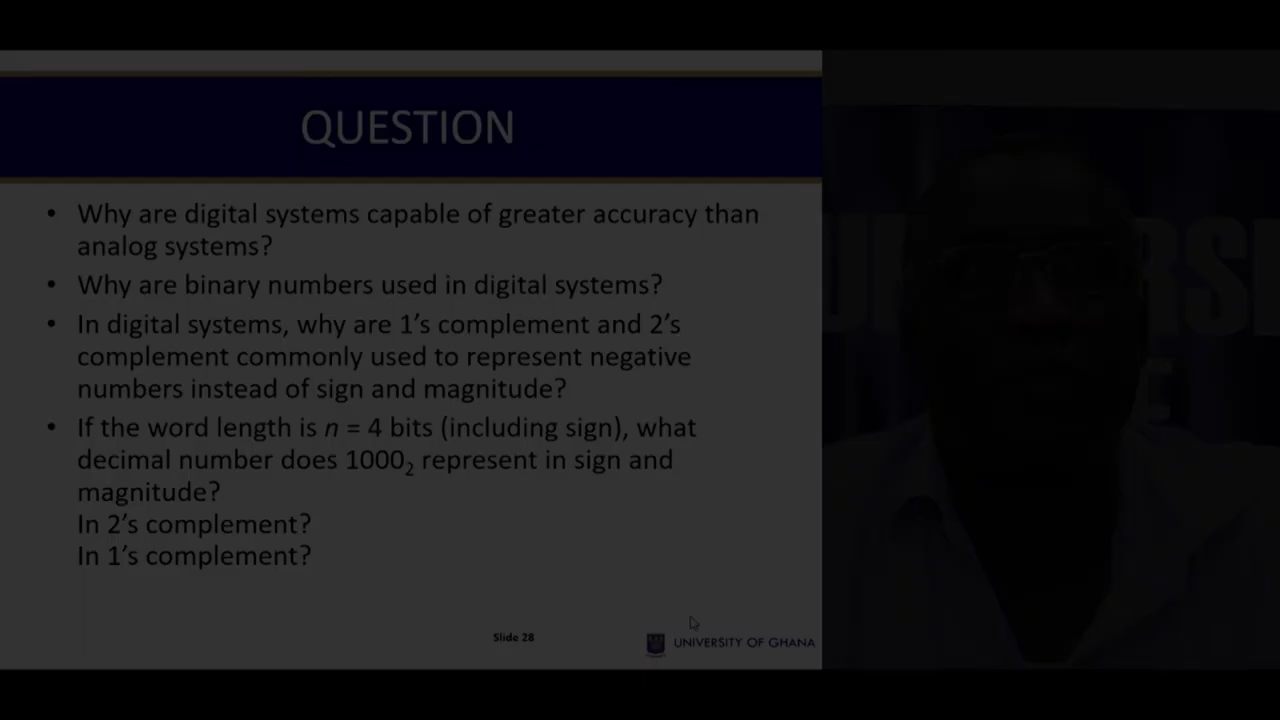 QUESTION
• Why are digital systems capable of greater accuracy than
analog systems?
• Why are binary numbers used in digital systems?
• In digital systems, why are 1’s complement and 2’s
complement commonly used to represent negative
numbers instead of sign and magnitude?
• If the word length is n = 4 bits (including sign), what
decimal number does 1000₂ represent in sign and
magnitude?
In 2’s complement?
In 1’s complement?
Slide 28
UNIVERSITY OF GHANA